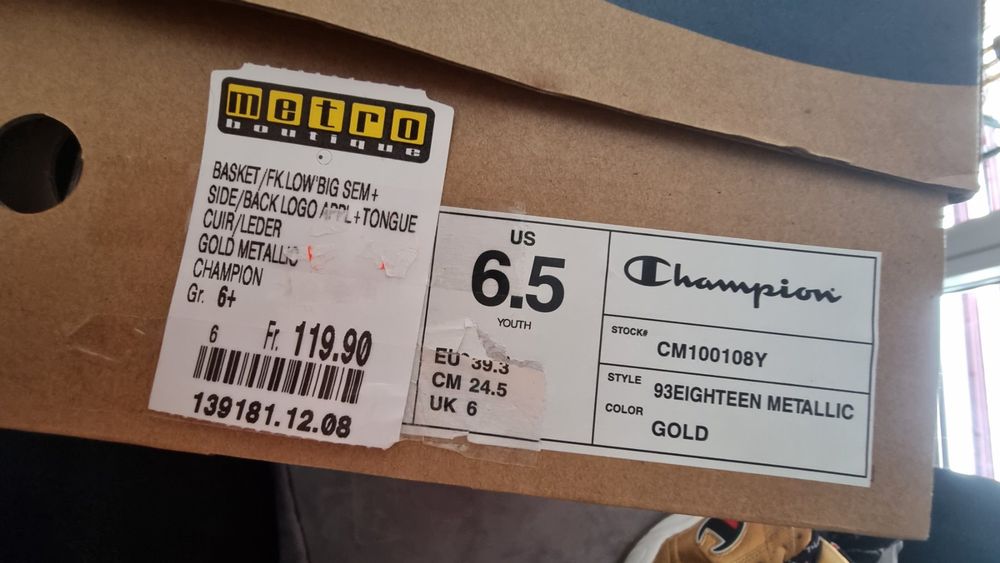 metro
boutique
BASKET/FK.LOW'BIG SEM+
SIDE/BACK LOGO APPL+TONGUE
CUIR/LEDER
GOLD METALLIC
CHAMPION
Gr. 6+
6 Fr. 119.90
139181.12.08
US
6.5
YOUTH
EU 39.3
CM 24.5
UK 6
Champion
STOCK# CM100108Y
STYLE 93EIGHTEEN METALLIC
COLOR GOLD